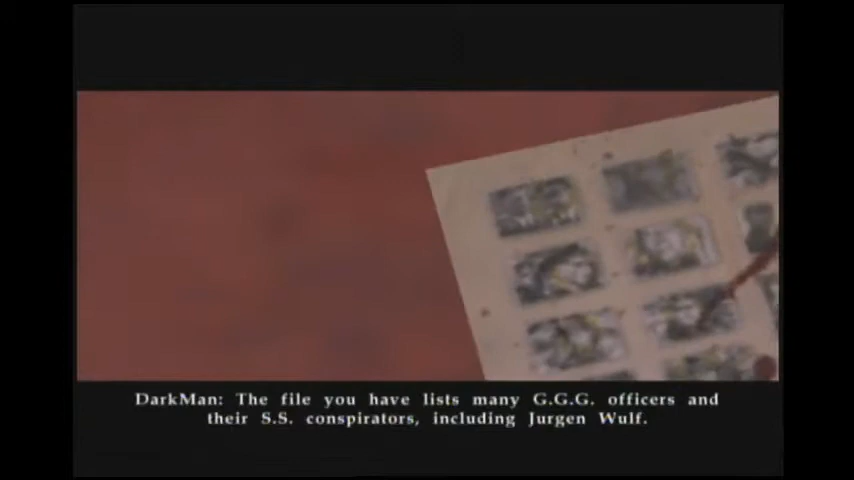 DarkMan: The file you have lists many G.G.G. officers and
their S.S. conspirators, including Jurgen Wulf.